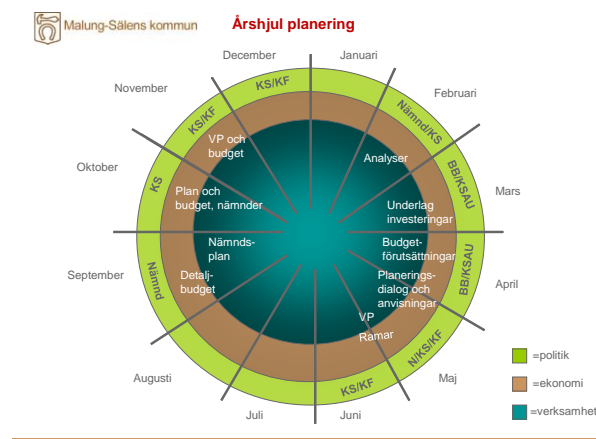 Malung-Sälens kommun
Årshjul planering
December
Januari
November
Februari
KS/KF
KS/KF
Nämnd/KS
VP och
budget
Analyser
Oktober
KS
BB/KSAU
Mars
Plan och
budget, nämnder
Underlag
investeringar
Nämnds-
plan
Budget-
förutsättningar
September
Nämnd
Detalj-
budget
Planerings-
dialog och
anvisningar
BB/KSAU
April
VP
Ramar
N/KS/KF
KS/KF
Augusti
Maj
Juli
Juni
=politik
=ekonomi
=verksamhet